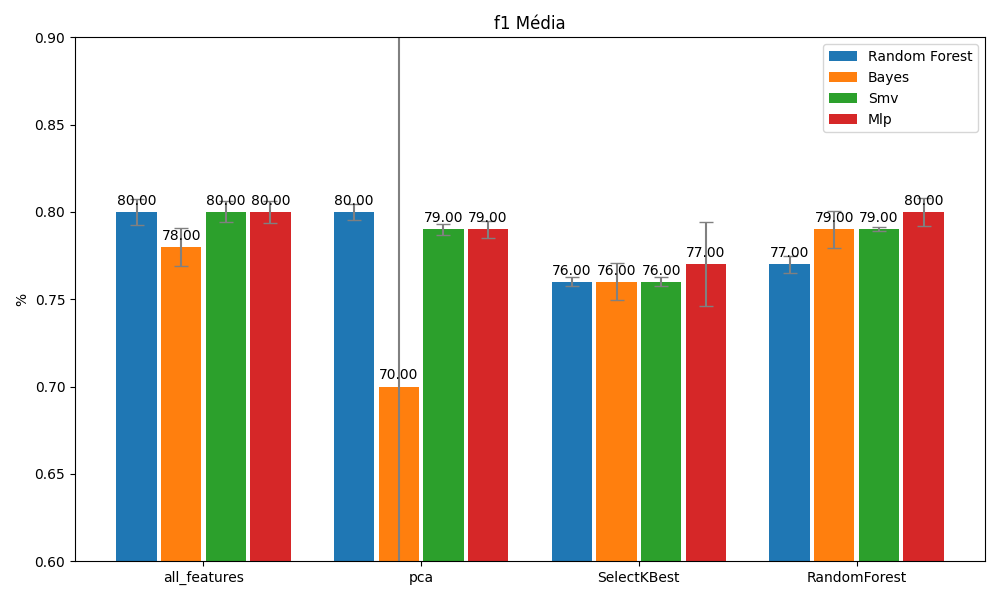 f1 Média
0.90
0.85
0.80
0.75
0.70
0.65
0.60
%
Random Forest
Bayes
Smv
Mlp
80.00 78.00 80.00 80.00 80.00 70.00 79.00 79.00 76.00 76.00 76.00 77.00 77.00 79.00 79.00 80.00
all_features pca SelectKBest RandomForest